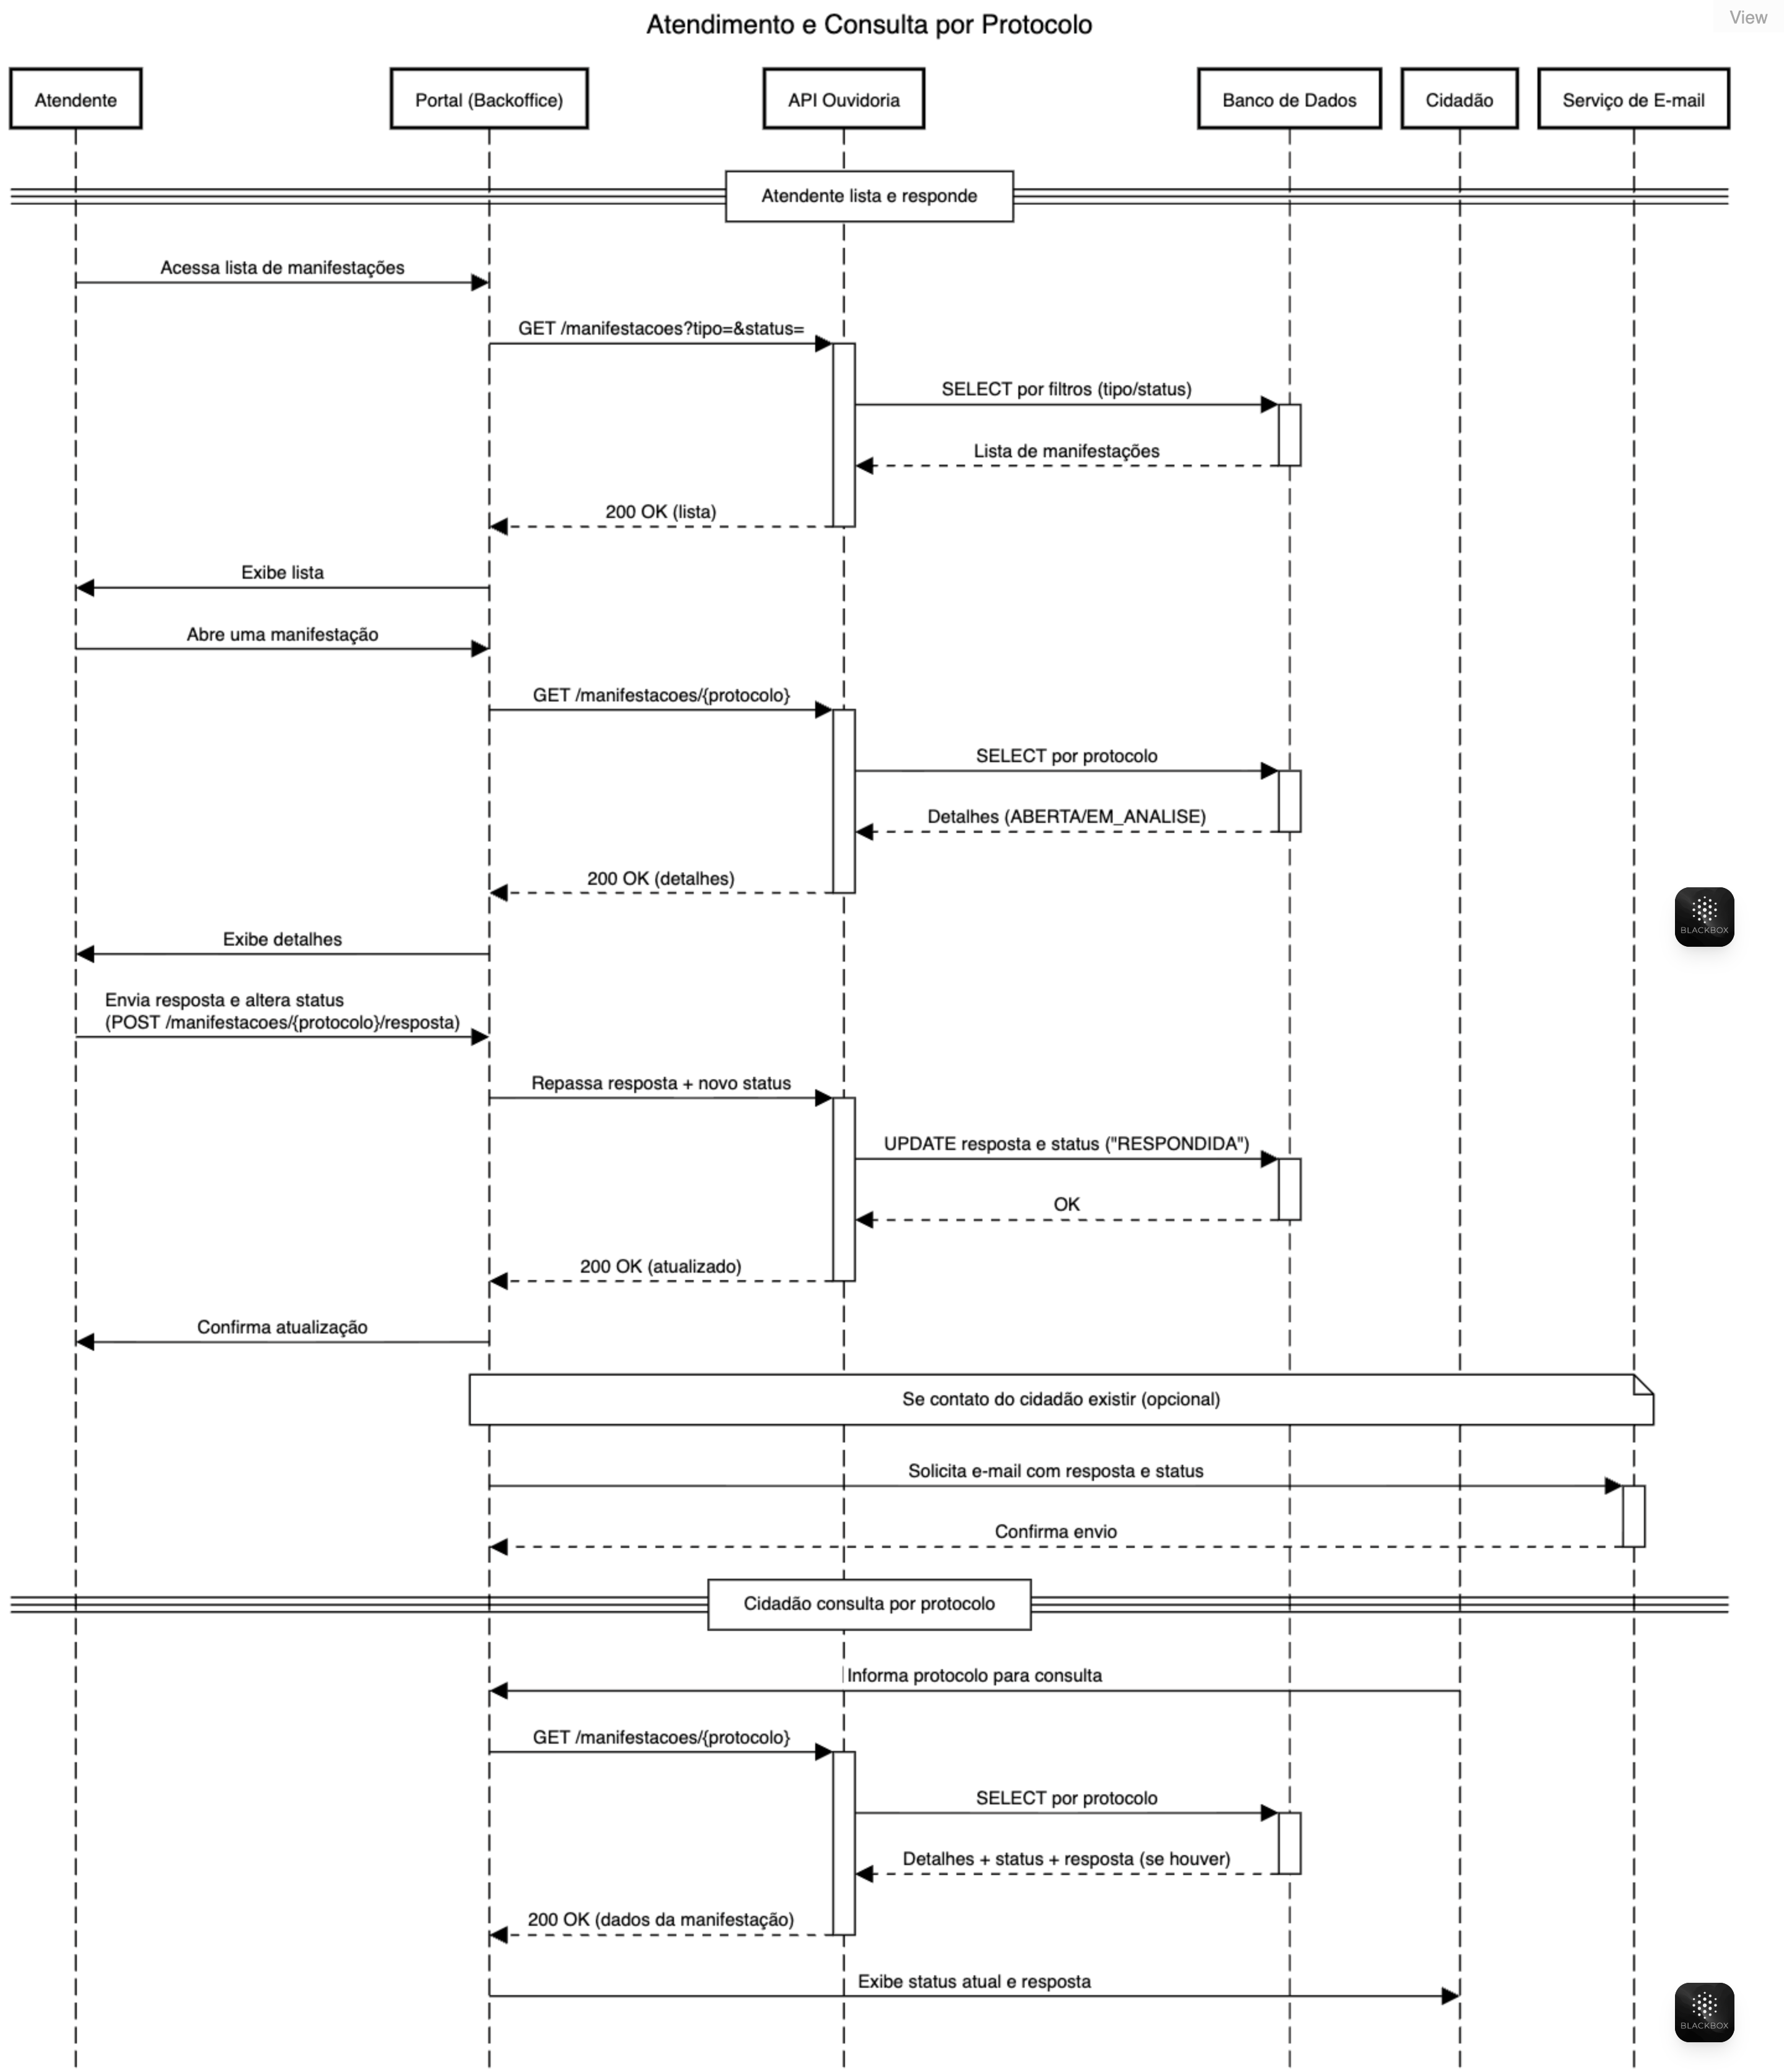 Atendimento e Consulta por Protocolo
View
Atendente
Portal (Backoffice)
API Ouvidoria
Banco de Dados
Cidadão
Serviço de E-mail
Atendente lista e responde
Acessa lista de manifestações
GET /manifestacoes?tipo=&status=
SELECT por filtros (tipo/status)
Lista de manifestações
200 OK (lista)
Exibe lista
Abre uma manifestação
GET /manifestacoes/{protocolo}
SELECT por protocolo
Detalhes (ABERTA/EM_ANALISE)
200 OK (detalhes)
BLACKBOX
Exibe detalhes
Envia resposta e altera status
(POST /manifestacoes/{protocolo}/resposta)
Repassa resposta + novo status
UPDATE resposta e status ("RESPONDIDA")
OK
200 OK (atualizado)
Confirma atualização
Se contato do cidadão existir (opcional)
Solicita e-mail com resposta e status
Confirma envio
Cidadão consulta por protocolo
Informa protocolo para consulta
GET /manifestacoes/{protocolo}
SELECT por protocolo
Detalhes + status + resposta (se houver)
200 OK (dados da manifestação)
Exibe status atual e resposta
BLACKBOX